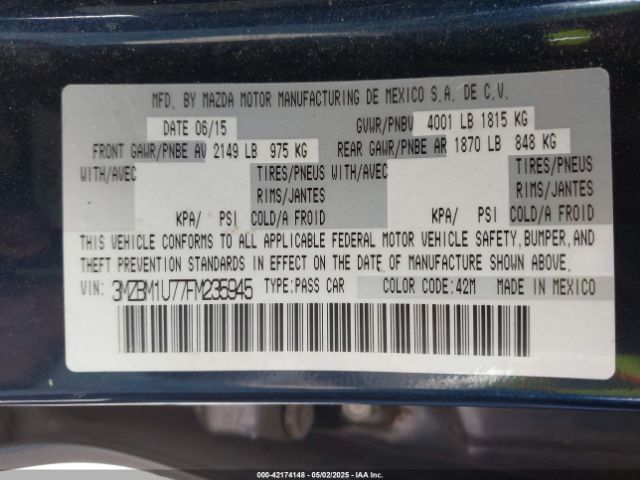 MFD. BY MAZDA MOTOR MANUFACTURING DE MEXICO S.A. DE C.V.
DATE 06/15 GVWR/PNBV 4001 LB 1815 KG
FRONT GAWR/PNBE AV 2149 LB 975 KG REAR GAWR/PNBE AR 1870 LB 848 KG
WITH/AVEC TIRES/PNEUS WITH/AVEC TIRES/PNEUS
RIMS/JANTES RIMS/JANTES
KPA/ PSI COLD/A FROID KPA/ PSI COLD/A FROID
THIS VEHICLE CONFORMS TO ALL APPLICABLE FEDERAL MOTOR VEHICLE SAFETY, BUMPER, AND
THEFT PREVENTION STANDARDS IN EFFECT ON THE DATE OF MANUFACTURE SHOWN ABOVE.
VIN: 3MZBM1U77FM235945 TYPE:PASS CAR COLOR CODE:42M MADE IN MEXICO
000-42174148 - 05/02/2025 - IAA Inc.